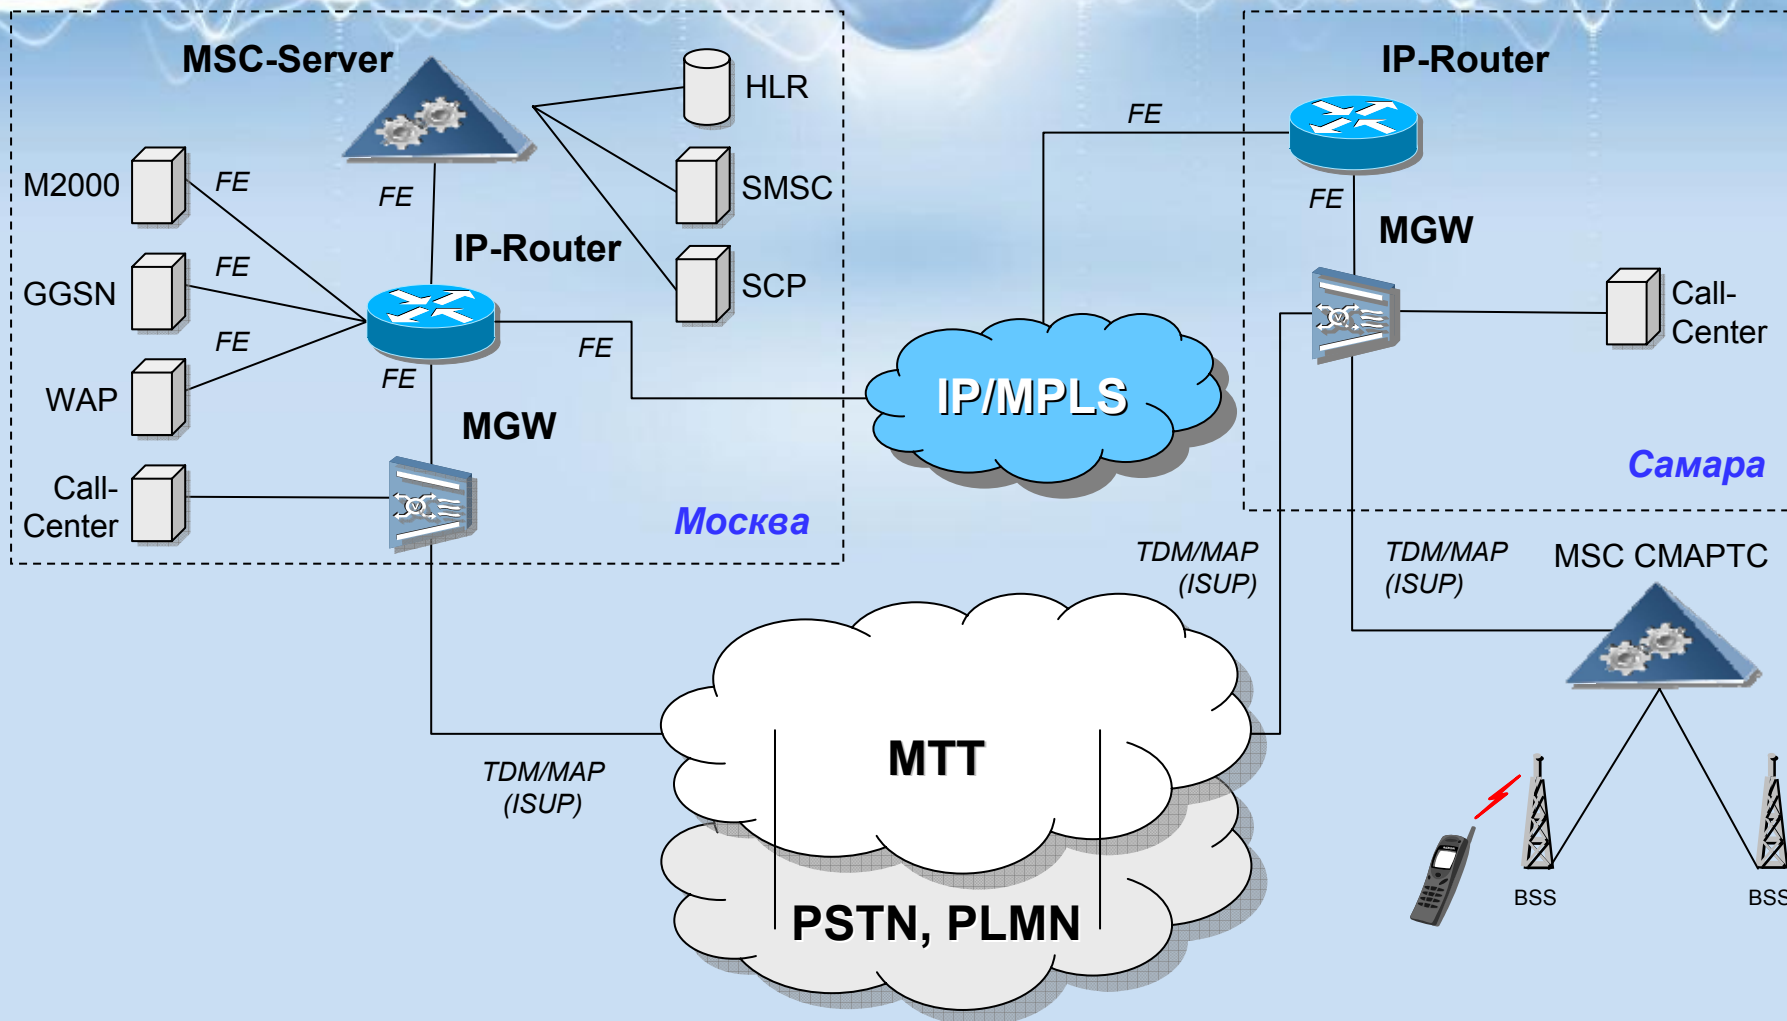 MSC-Server
HLR
M2000
FE
FE
SMSC
GGSN
FE
IP-Router
SCP
WAP
FE
FE
FE
MGW
Call-
Center
Москва
IP/MPLS
FE
IP-Router
FE
MGW
Call-
Center
Самара
TDM/MAP
(ISUP)
TDM/MAP
(ISUP)
MSC СМАРТС
TDM/MAP
(ISUP)
MTT
PSTN, PLMN
BSS
BSS